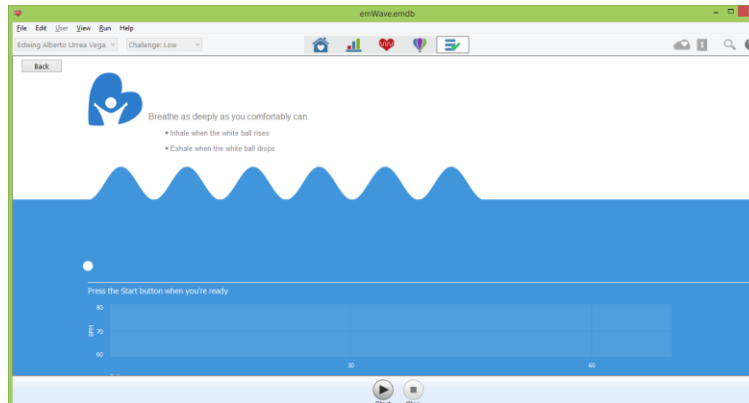 emWave.emdb
File Edit User View Run Help
Edwing Alberto Urrea Vega Challenge: Low
Back
Breathe as deeply as you comfortably can
Inhale when the white ball rises
Exhale when the white ball drops
Press the Start button when you're ready
80
BPM
70
60
30
60